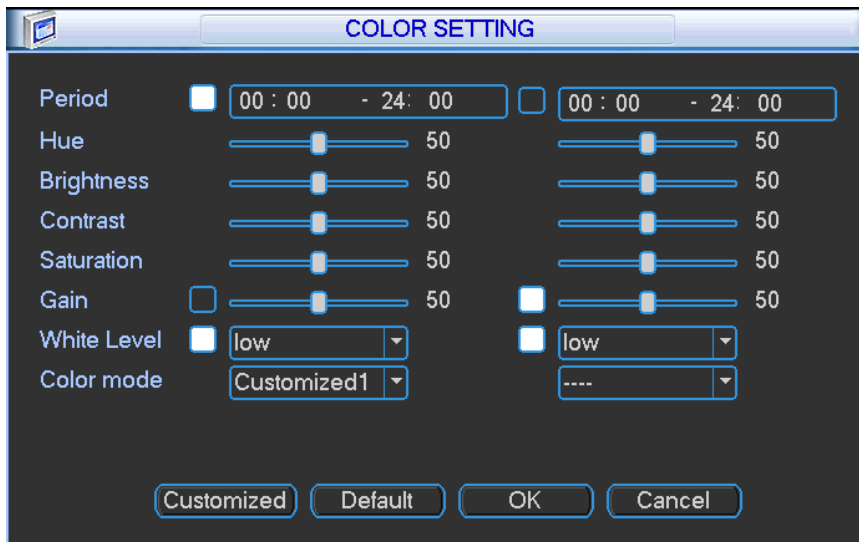 COLOR SETTING
Period 00 : 00 - 24: 00 00 : 00 - 24: 00
Hue 50 50
Brightness 50 50
Contrast 50 50
Saturation 50 50
Gain 50 50
White Level low low
Color mode Customized1 ----
Customized Default OK Cancel